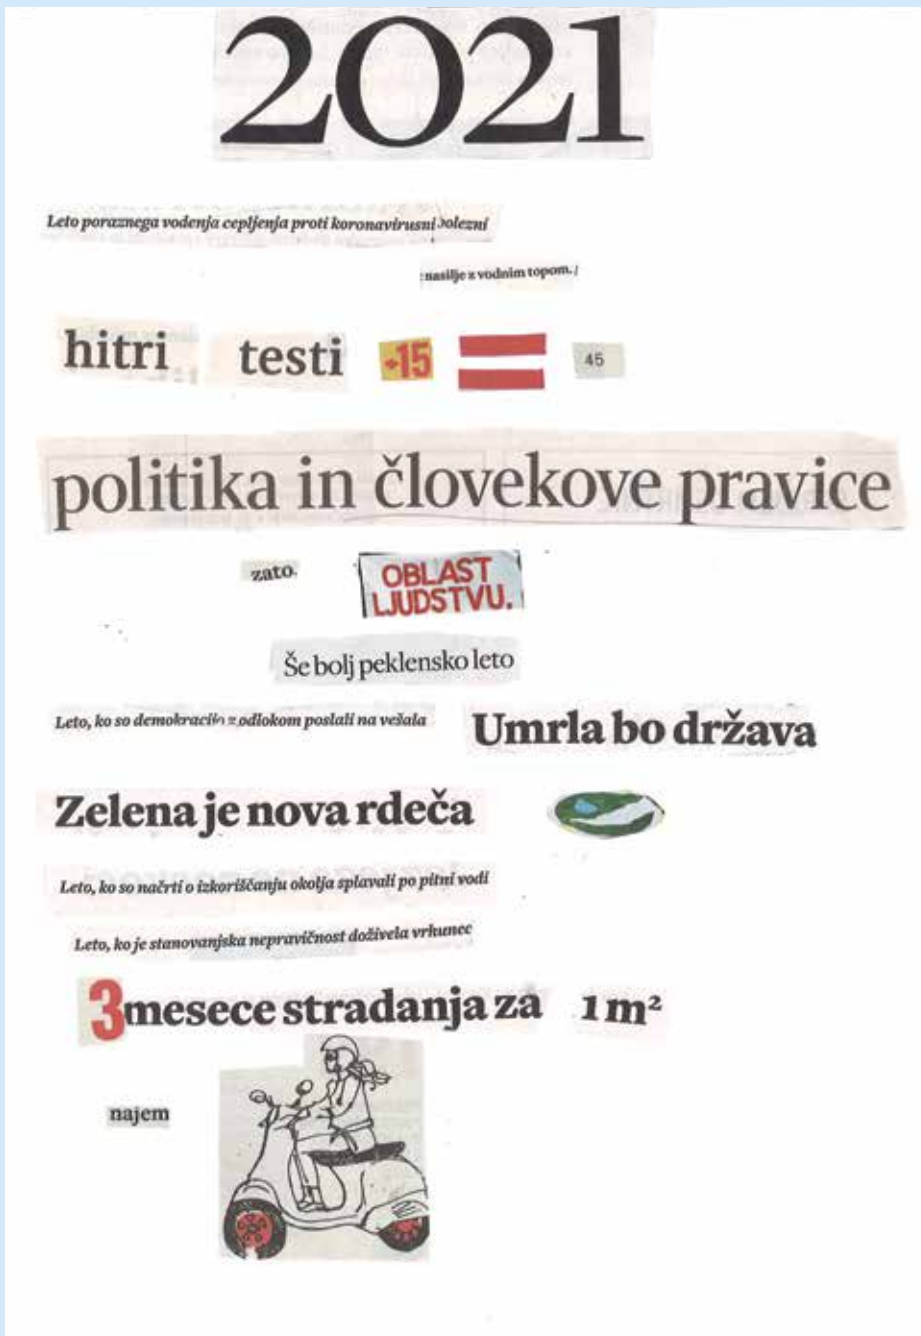 2021
Leto poraznega vodenja cepljenja proti koronavirusni bolezni
nasilje z vodnim topom.
hitri testi +15 = 45
politika in človekove pravice
zato.
OBLAST
LJUDSTVU.
Še bolj peklensko leto
Leto, ko so demokracijo z odlokom poslali na vešala
Umrla bo država
Zelena je nova rdeča
Leto, ko so načrti o izkoriščanju okolja splavali po pitni vodi
Leto, ko je stanovanjska nepravičnost doživela vrhunec
3 mesece stradanja za 1 m²
najem